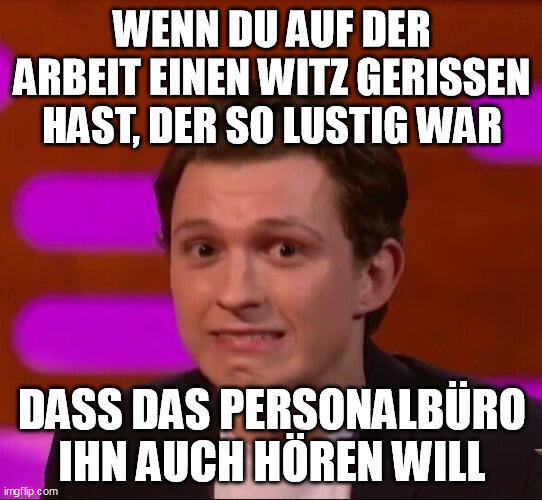 WENN DU AUF DER
ARBEIT EINEN WITZ GERISSEN
HAST, DER SO LUSTIG WAR
DASS DAS PERSONALBÜRO
IHN AUCH HÖREN WILL
imgflip.com